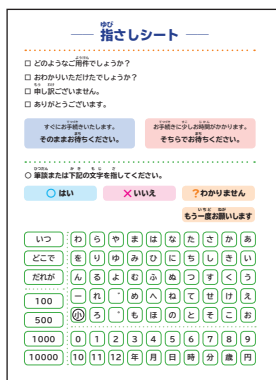 指さしシート
□ どのようなご用件でしょうか?
□ おわかりいただけたでしょうか?
□ 申し訳ございません。
□ ありがとうございます。
すぐにお手続きいたします。
そのままお待ちください。
お手続きに少しお時間がかかります。
そちらでお待ちください。
○ 筆談または下記の文字を指してください。
○ はい
× いいえ
? わかりません
もう一度お願いします
いつ わ ら や ま は な た さ か あ
どこで を り ゆ み ひ に ち し き い
だれが ん る よ む ふ ぬ つ す く う
100 ー れ ゛ め へ ね て せ け え
500 小 ろ ゜ も ほ の と そ こ お
1000 0 1 2 3 4 5 6 7 8 9
10000 10 11 12 年 月 日 時 分 歳 円